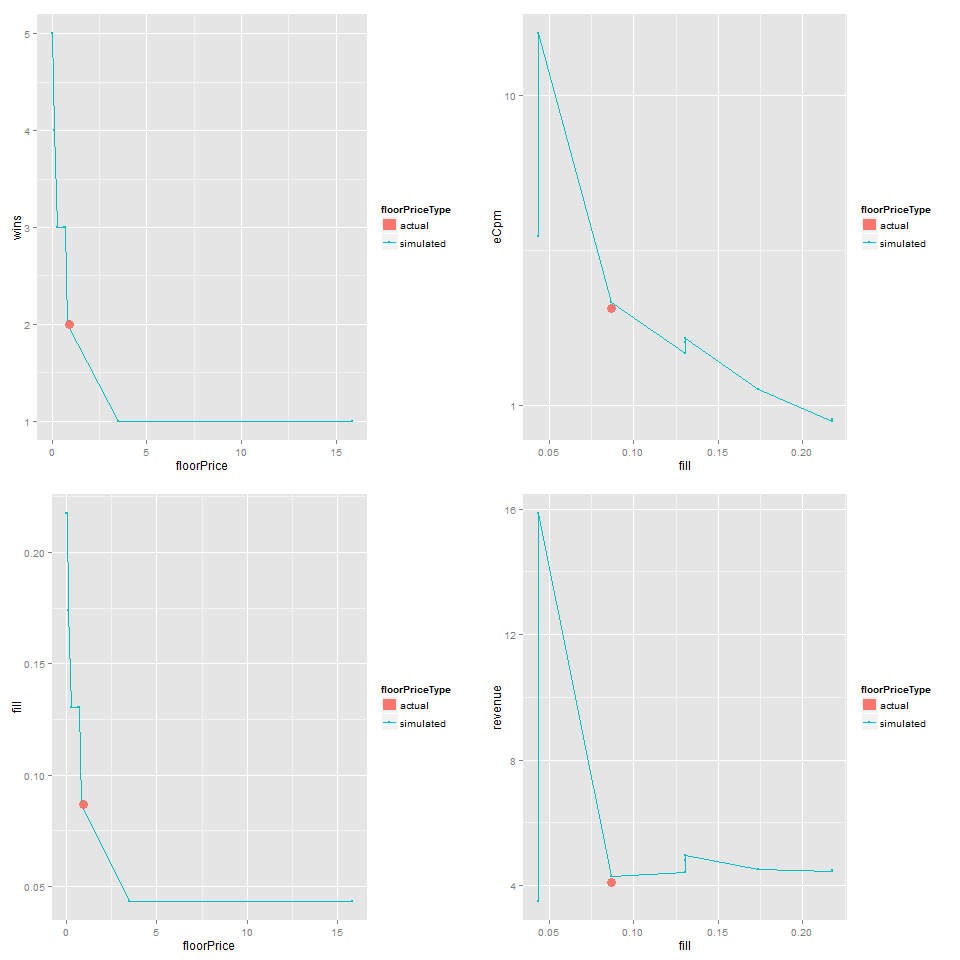 5
4
3
2
1
wins
0
5
10
15
floorPrice
floorPriceType
actual
simulated
10
1
eCpm
0.05
0.10
0.15
0.20
fill
floorPriceType
actual
simulated
0.20
0.15
0.10
0.05
fill
0
5
10
15
floorPrice
floorPriceType
actual
simulated
16
12
8
4
revenue
0.05
0.10
0.15
0.20
fill
floorPriceType
actual
simulated